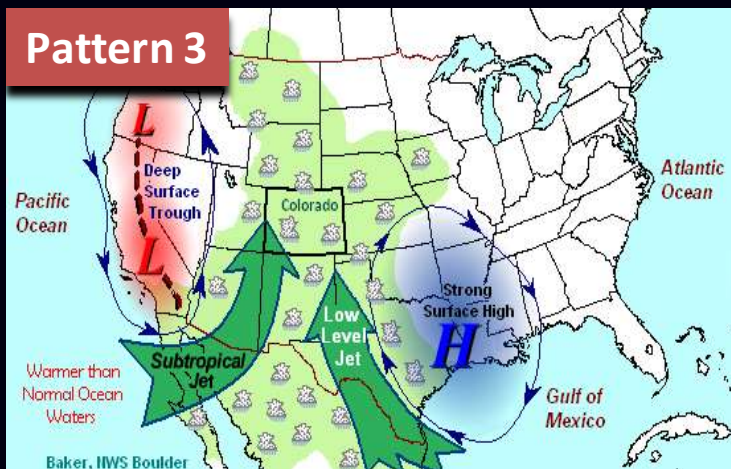 Pattern 3
L
Deep
Surface
Trough
Pacific
Ocean
L
Colorado
Atlantic
Ocean
Strong
Surface High
H
Low
Level
Jet
Subtropical
Jet
Warmer than
Normal Ocean
Waters
Gulf of
Mexico
Baker, NWS Boulder